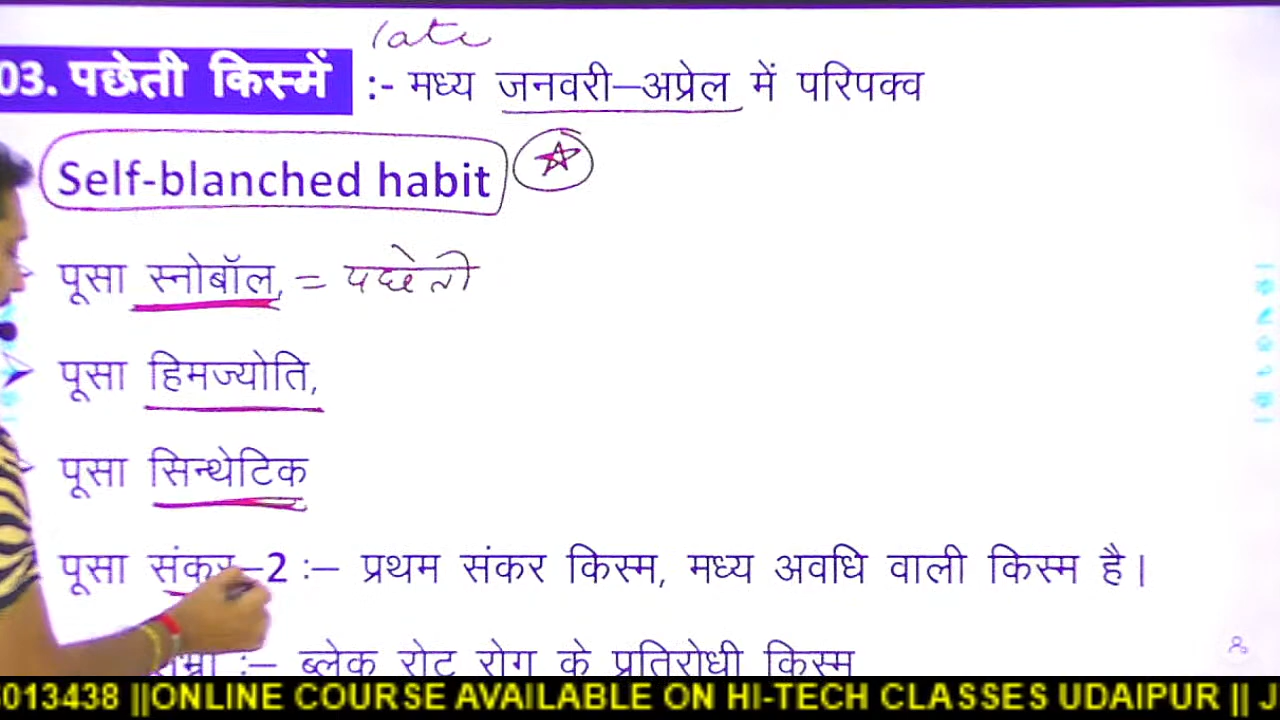 late
03. पछेती किस्में :- मध्य जनवरी–अप्रेल में परिपक्व
Self-blanched habit
पूसा स्नोबॉल, = पछेती
पूसा हिमज्योति,
पूसा सिन्थेटिक
पूसा संकर–2 :– प्रथम संकर किस्म, मध्य अवधि वाली किस्म है।
:– ब्लेक रोट रोग के प्रतिरोधी किस्म
6013438 ||ONLINE COURSE AVAILABLE ON HI-TECH CLASSES UDAIPUR || J